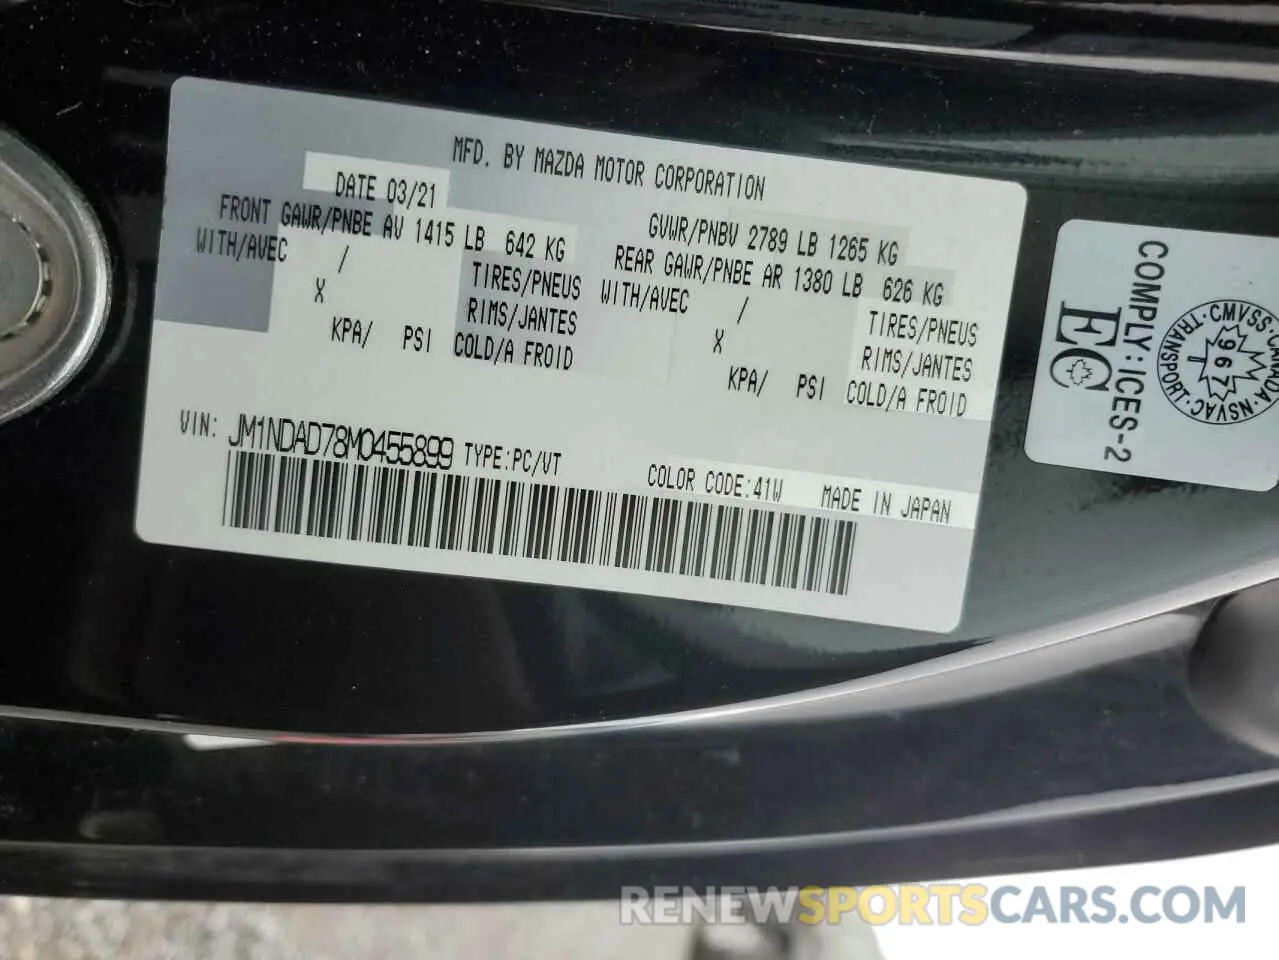 MFD. BY MAZDA MOTOR CORPORATION
DATE 03/21
GVWR/PNBV 2789 LB 1265 KG
FRONT GAWR/PNBE AV 1415 LB 642 KG
WITH/AVEC / TIRES/PNEUS
X RIMS/JANTES
KPA/ PSI COLD/A FROID
REAR GAWR/PNBE AR 1380 LB 626 KG
WITH/AVEC / TIRES/PNEUS
X RIMS/JANTES
KPA/ PSI COLD/A FROID
VIN: JM1NDAD78M0455899 TYPE:PC/VT
COLOR CODE:41W MADE IN JAPAN
COMPLY:ICES-2
EC
CMVSS·CANADA·NSVAC·TRANSPORT·
967
T
RENEWSPORTSCARS.COM